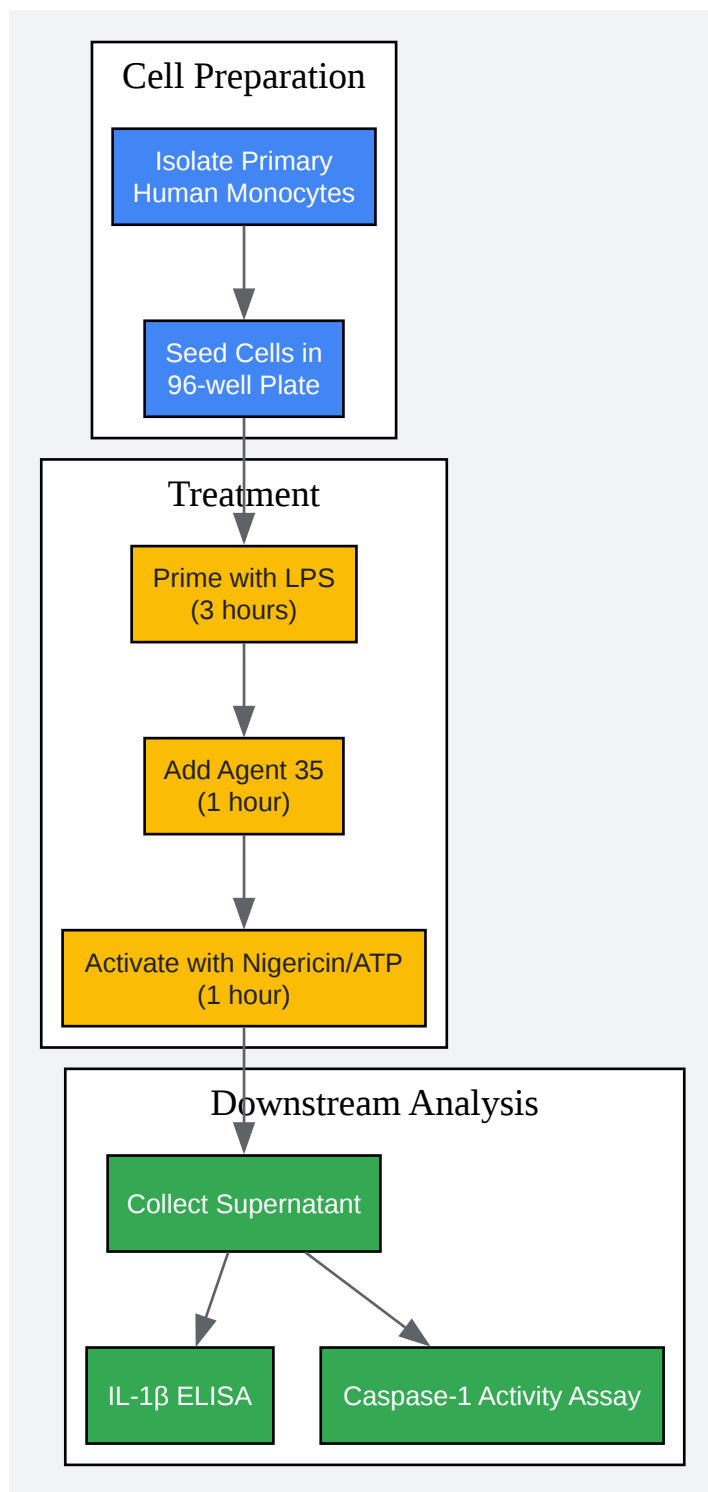 Cell Preparation
Isolate Primary
Human Monocytes
Seed Cells in
96-well Plate
Treatment
Prime with LPS
(3 hours)
Add Agent 35
(1 hour)
Activate with Nigericin/ATP
(1 hour)
Downstream Analysis
Collect Supernatant
IL-1β ELISA
Caspase-1 Activity Assay